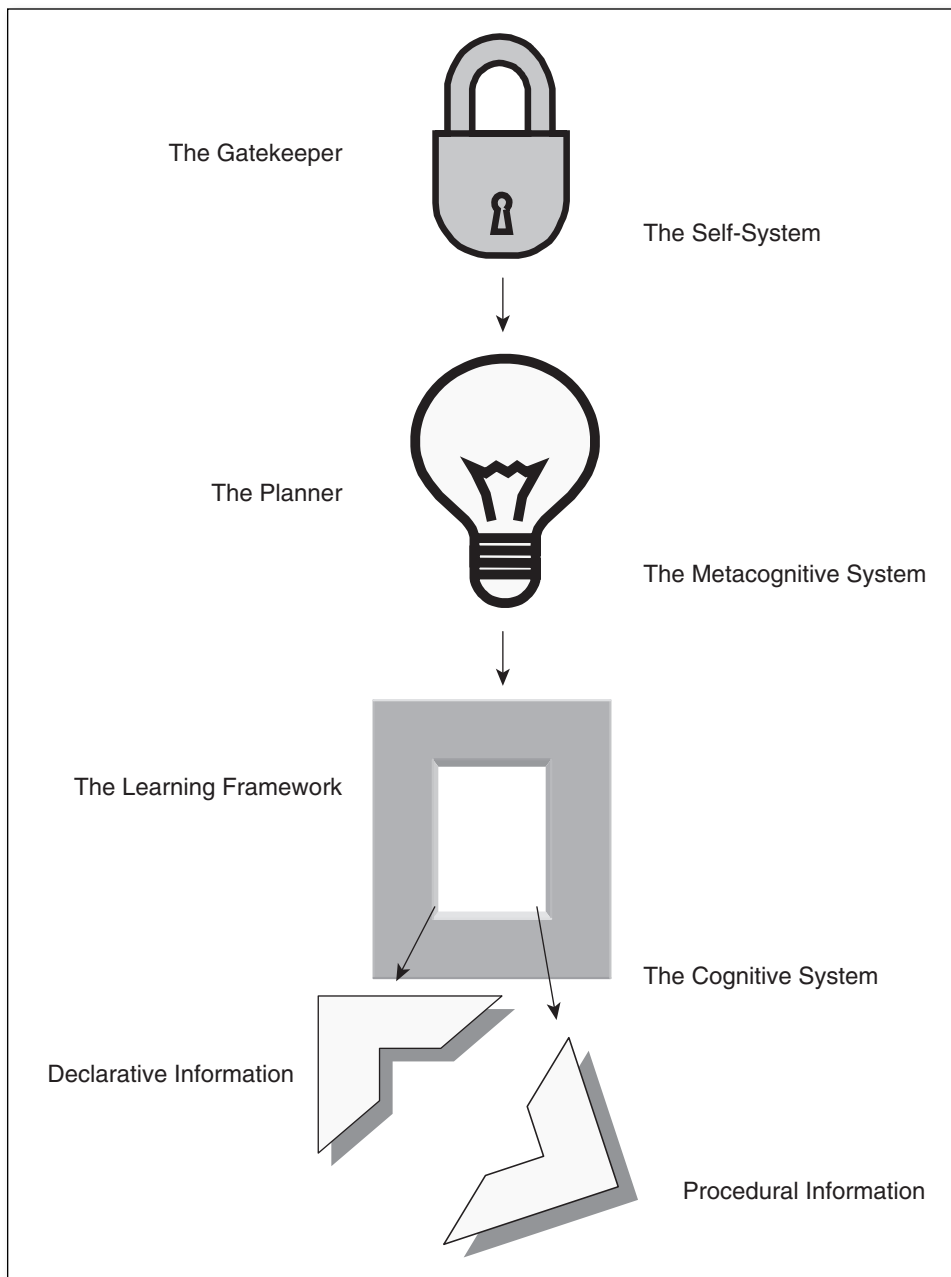 The Gatekeeper
The Self-System
The Planner
The Metacognitive System
The Learning Framework
The Cognitive System
Declarative Information
Procedural Information